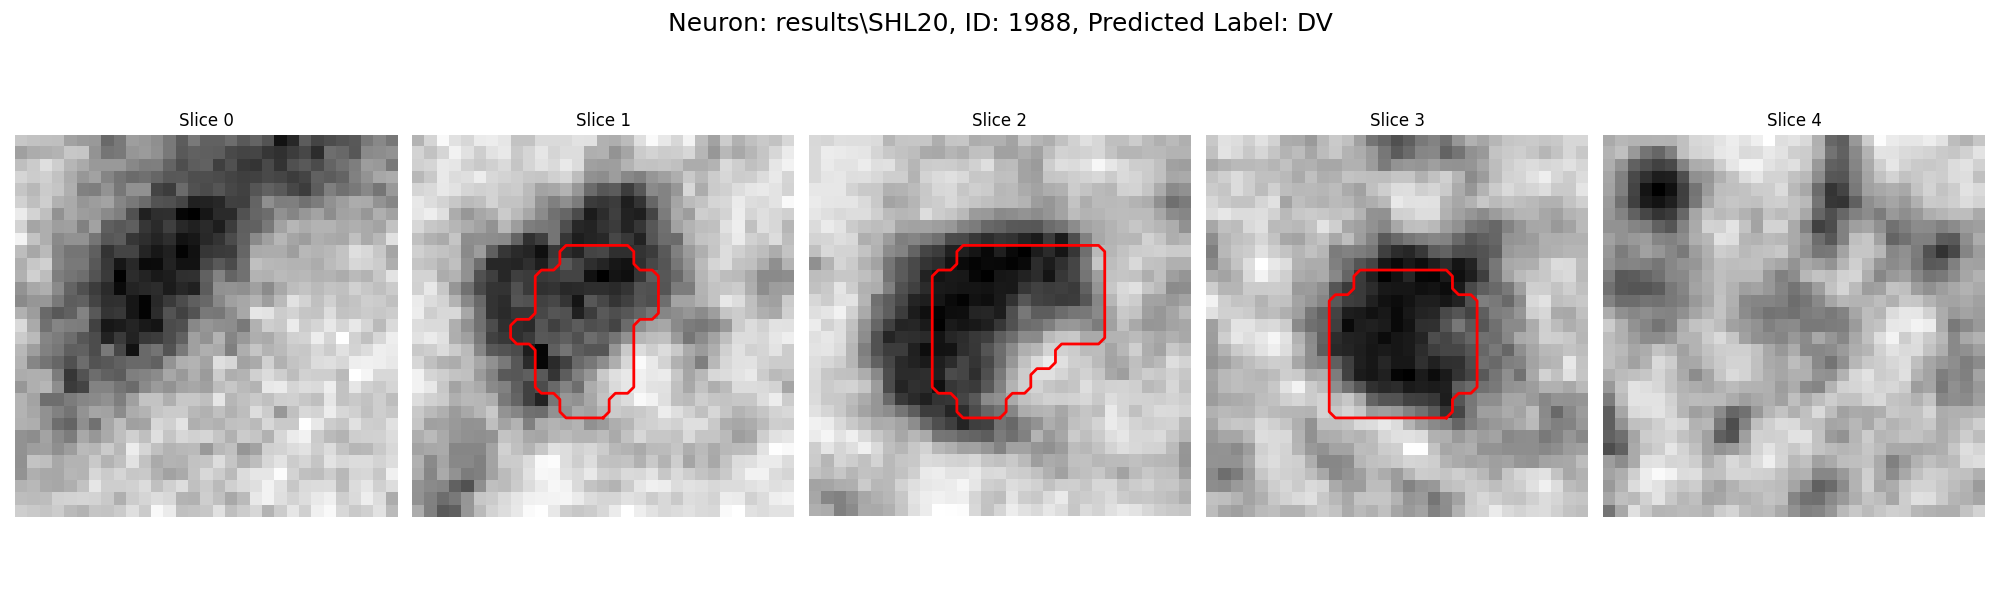 Neuron: results\SHL20, ID: 1988, Predicted Label: DV
Slice 0
Slice 1
Slice 2
Slice 3
Slice 4